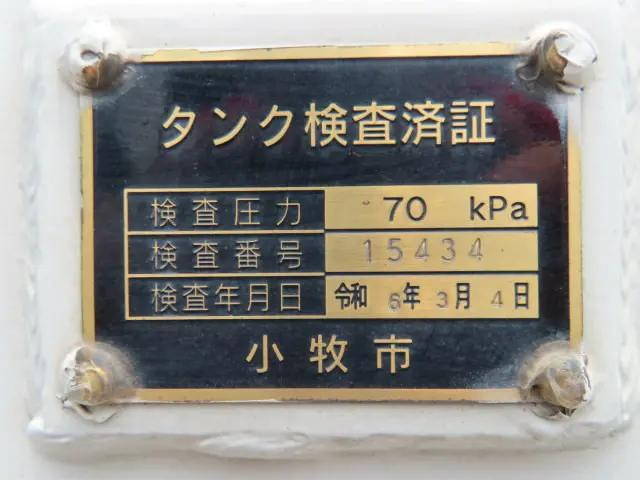 タンク検査済証
検査圧力 70 kPa
検査番号 15434
検査年月日 令和 6年 3月 4日
小牧市